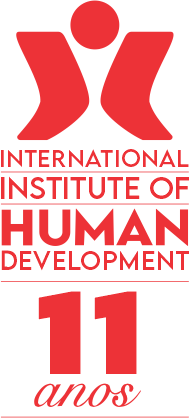 INTERNATIONAL
INSTITUTE OF
HUMAN
DEVELOPMENT
11
anos